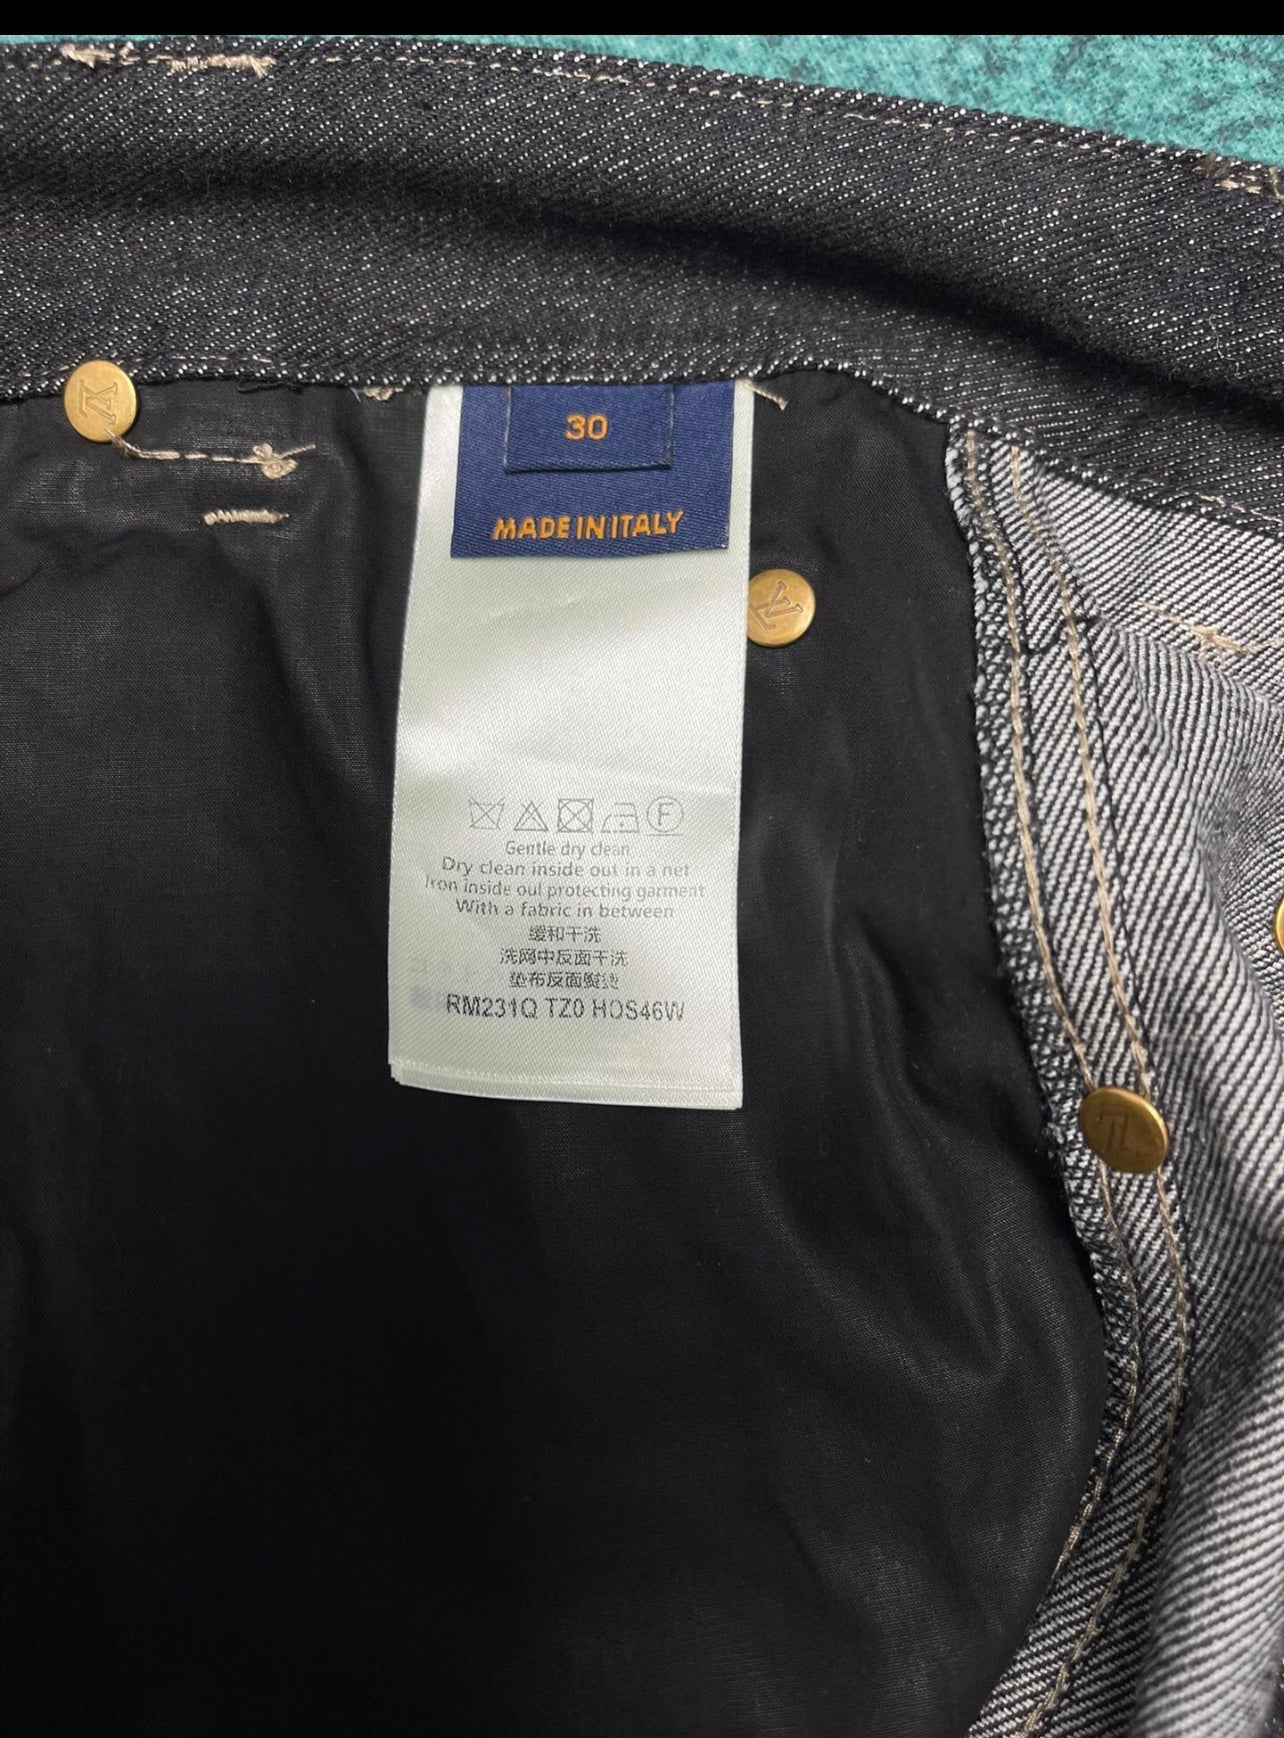 30
MADE IN ITALY
LV
F
Gentle dry clean
Dry clean inside out in a net
Iron inside out protecting garment
With a fabric in between
缓和干洗
洗网中反面干洗
垫布反面熨烫
RM231Q TZ0 HOS46W